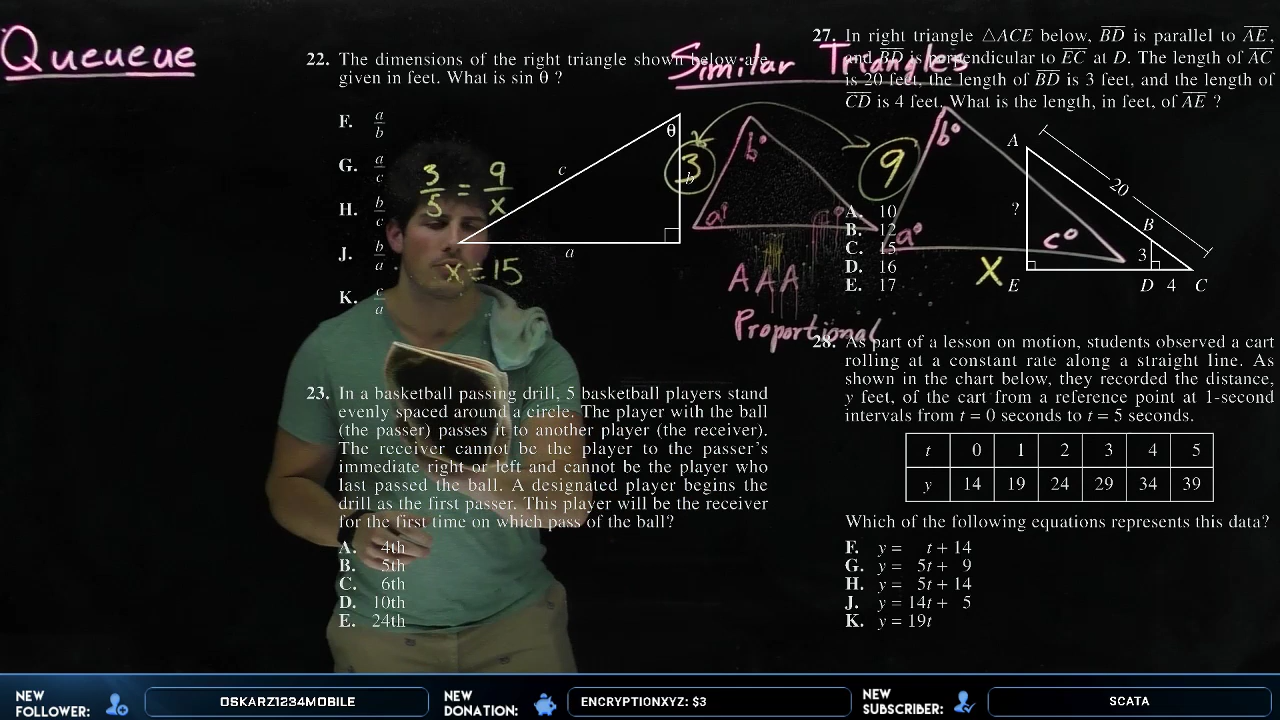 Queueue
Similar Triangles
22. The dimensions of the right triangle shown below are
given in feet. What is sin θ ?
F. a/b
G. a/c
H. b/c
J. b/a
K. c/a
θ
c
b
a
3/5 = 9/x
x = 15
3
b°
a°
a°
9
b°
a°
c°
X
AAA
Proportional
23. In a basketball passing drill, 5 basketball players stand
evenly spaced around a circle. The player with the ball
(the passer) passes it to another player (the receiver).
The receiver cannot be the player to the passer's
immediate right or left and cannot be the player who
last passed the ball. A designated player begins the
drill as the first passer. This player will be the receiver
for the first time on which pass of the ball?
A. 4th
B. 5th
C. 6th
D. 10th
E. 24th
27. In right triangle △ACE below, BD is parallel to AE,
and BD is perpendicular to EC at D. The length of AC
is 20 feet, the length of BD is 3 feet, and the length of
CD is 4 feet. What is the length, in feet, of AE ?
A. 10
B. 12
C. 15
D. 16
E. 17
A
20
?
B
3
E
D 4 C
28. As part of a lesson on motion, students observed a cart
rolling at a constant rate along a straight line. As
shown in the chart below, they recorded the distance,
y feet, of the cart from a reference point at 1-second
intervals from t = 0 seconds to t = 5 seconds.
t 0 1 2 3 4 5
y 14 19 24 29 34 39
Which of the following equations represents this data?
F. y = t + 14
G. y = 5t + 9
H. y = 5t + 14
J. y = 14t + 5
K. y = 19t
NEW
FOLLOWER:
OSKARZ1234MOBILE
NEW
DONATION:
ENCRYPTIONXYZ: $3
NEW
SUBSCRIBER:
SCATA